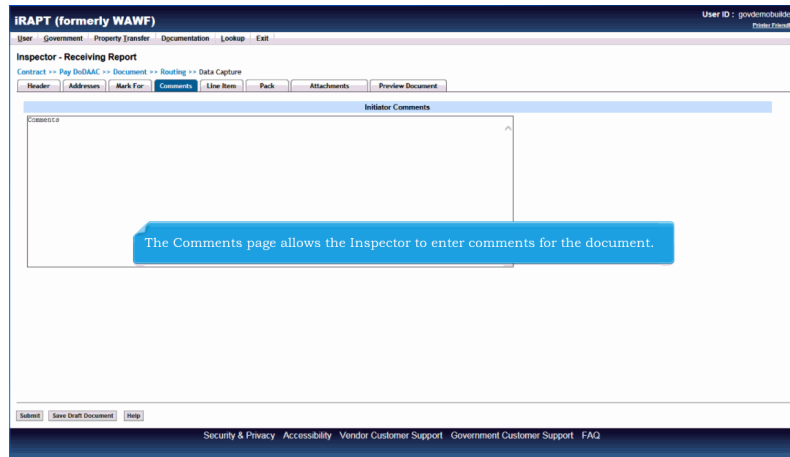 iRAPT (formerly WAWF)
User ID : govdemobuilde
Printer Friendl
User Government Property Transfer Documentation Lookup Exit
Inspector - Receiving Report
Contract >> Pay DoDAAC >> Document >> Routing >> Data Capture
Header Addresses Mark For Comments Line Item Pack Attachments Preview Document
Initiator Comments
Comments
The Comments page allows the Inspector to enter comments for the document.
Submit Save Draft Document Help
Security & Privacy Accessibility Vendor Customer Support Government Customer Support FAQ